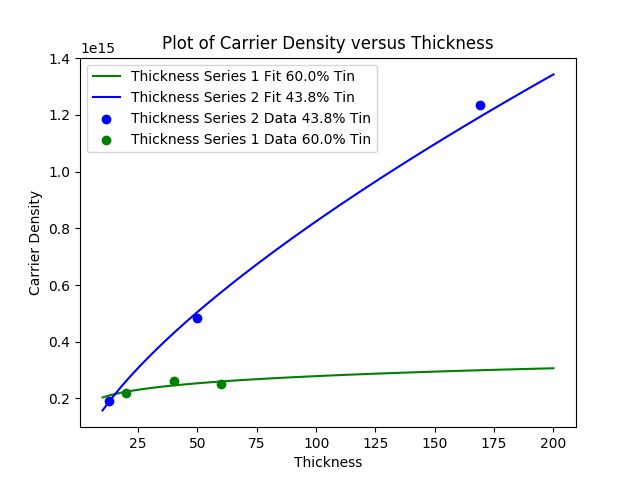 Plot of Carrier Density versus Thickness
1e15
Thickness Series 1 Fit 60.0% Tin
Thickness Series 2 Fit 43.8% Tin
Thickness Series 2 Data 43.8% Tin
Thickness Series 1 Data 60.0% Tin
1.4
1.2
1.0
0.8
0.6
0.4
0.2
Carrier Density
25 50 75 100 125 150 175 200
Thickness